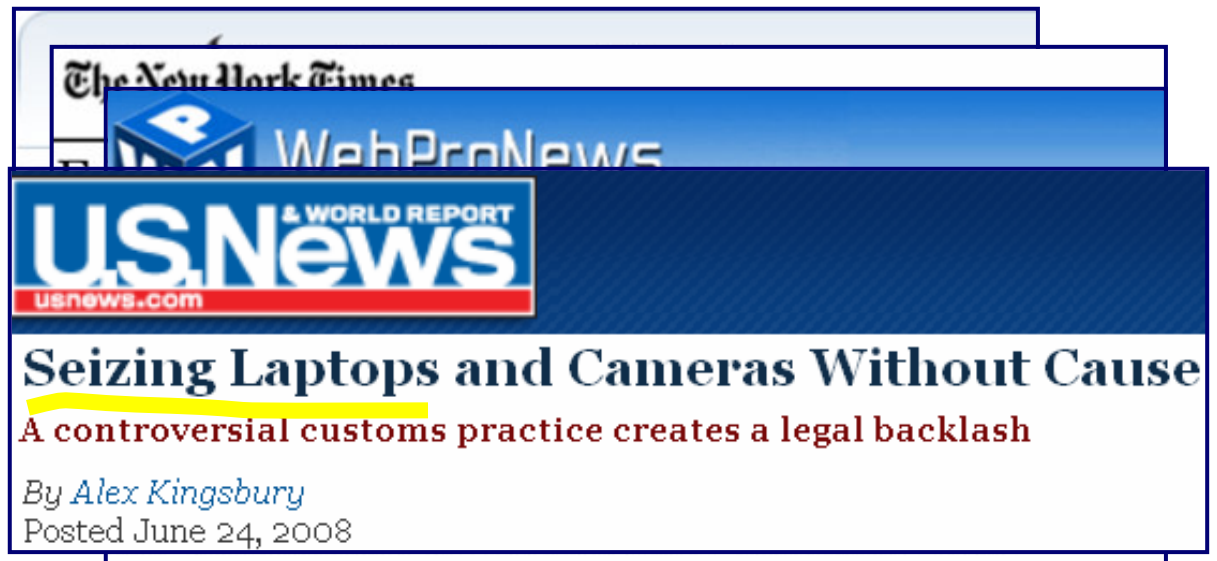 The New York Times
WebProNews
U.S. News
& WORLD REPORT
usnews.com
Seizing Laptops and Cameras Without Cause
A controversial customs practice creates a legal backlash
By Alex Kingsbury
Posted June 24, 2008